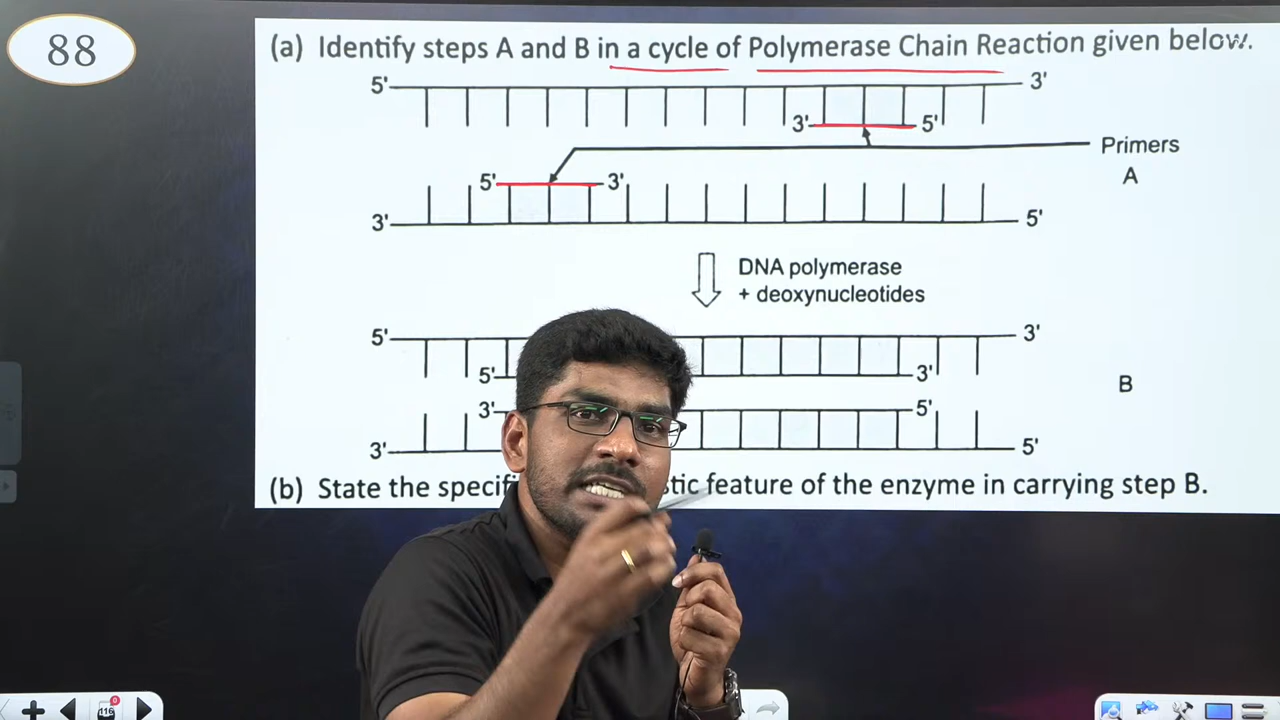 88
(a) Identify steps A and B in a cycle of Polymerase Chain Reaction given below.
5' 3'
3' 5'
Primers
A
5' 3'
3' 5'
DNA polymerase
+ deoxynucleotides
5' 3'
5' 3'
B
3' 5'
3' 5'
(b) State the feature of the enzyme in carrying step B.
116